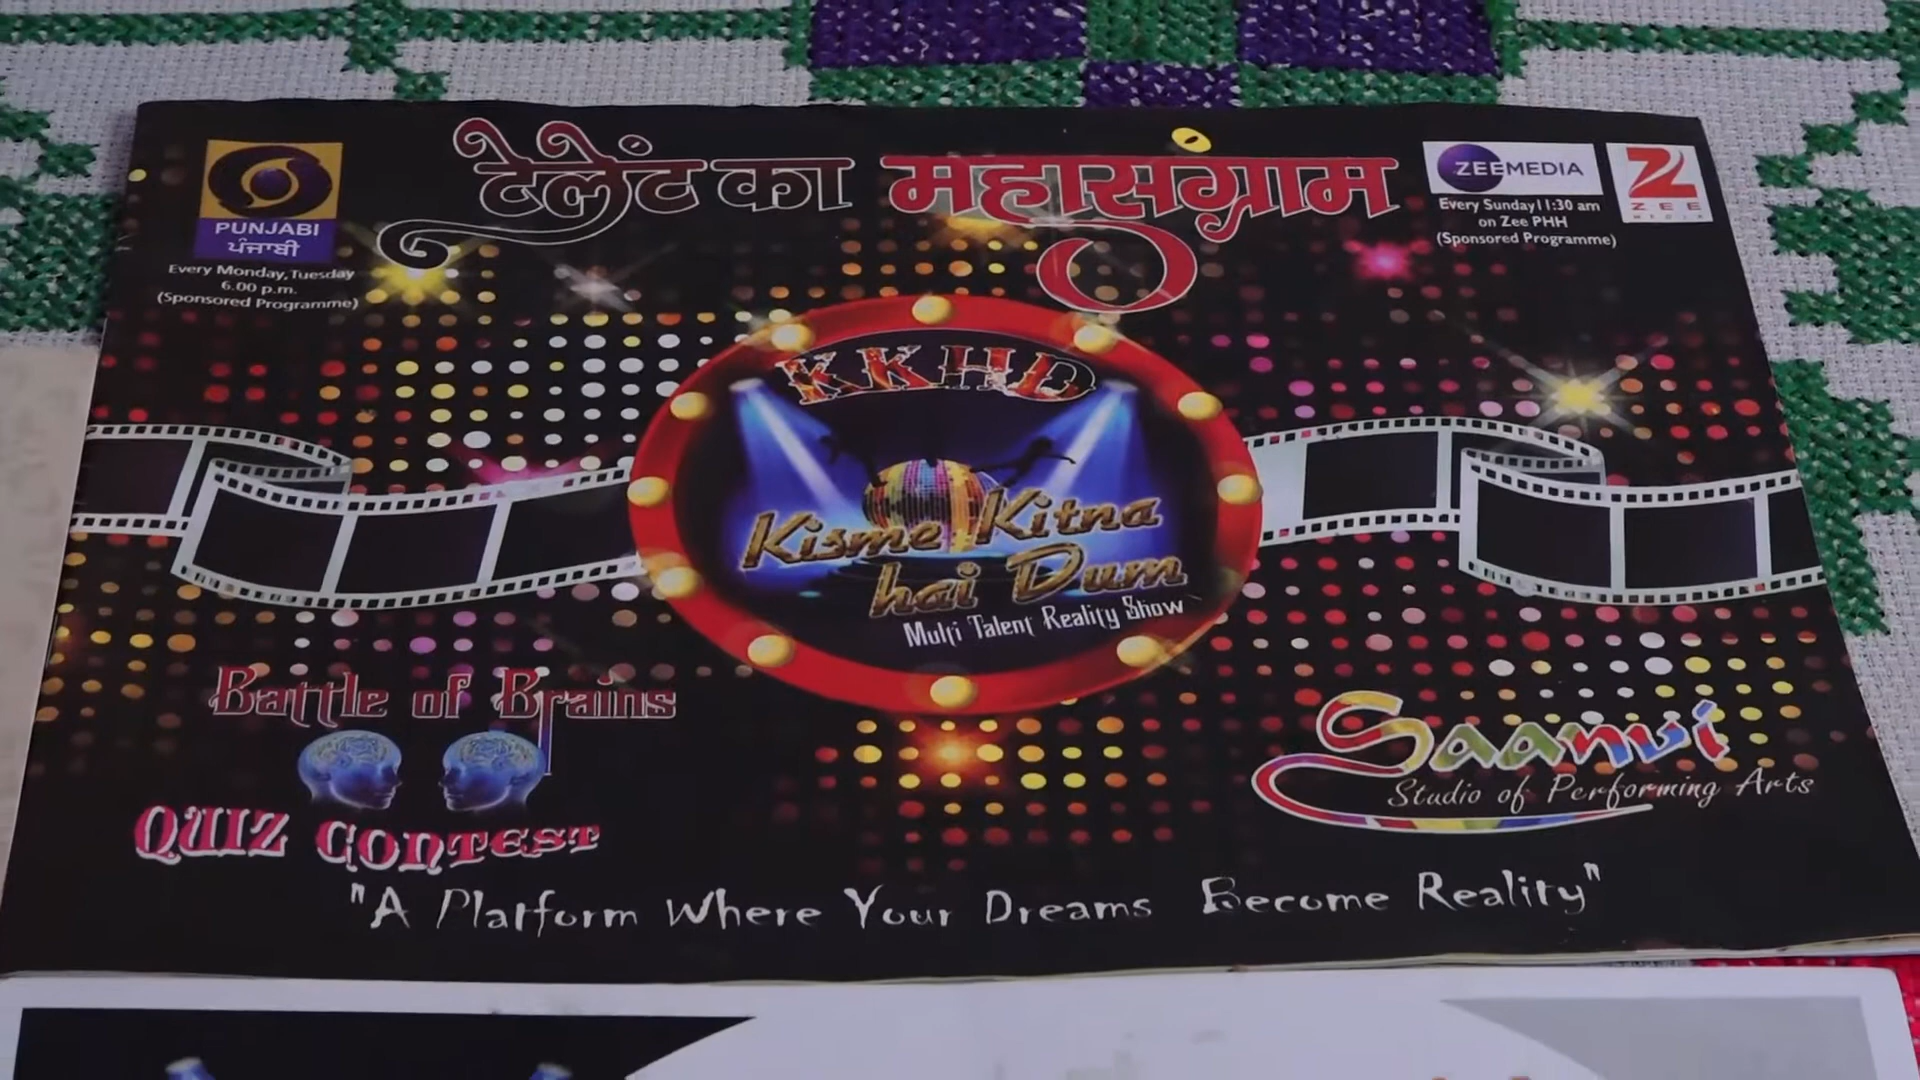 टेलेंट का महासंग्राम
PUNJABI
ਪੰਜਾਬੀ
Every Monday, Tuesday
6.00 p.m.
(Sponsored Programme)
ZEEMEDIA
ZEE
MEDIA
Every Sunday 11:30 am
on Zee PHH
(Sponsored Programme)
KKHD
Kisme Kitna
hai Dum
Multi Talent Reality Show
Battle of Brains
QUIZ CONTEST
Saanvi
Studio of Performing Arts
"A Platform Where Your Dreams Become Reality"